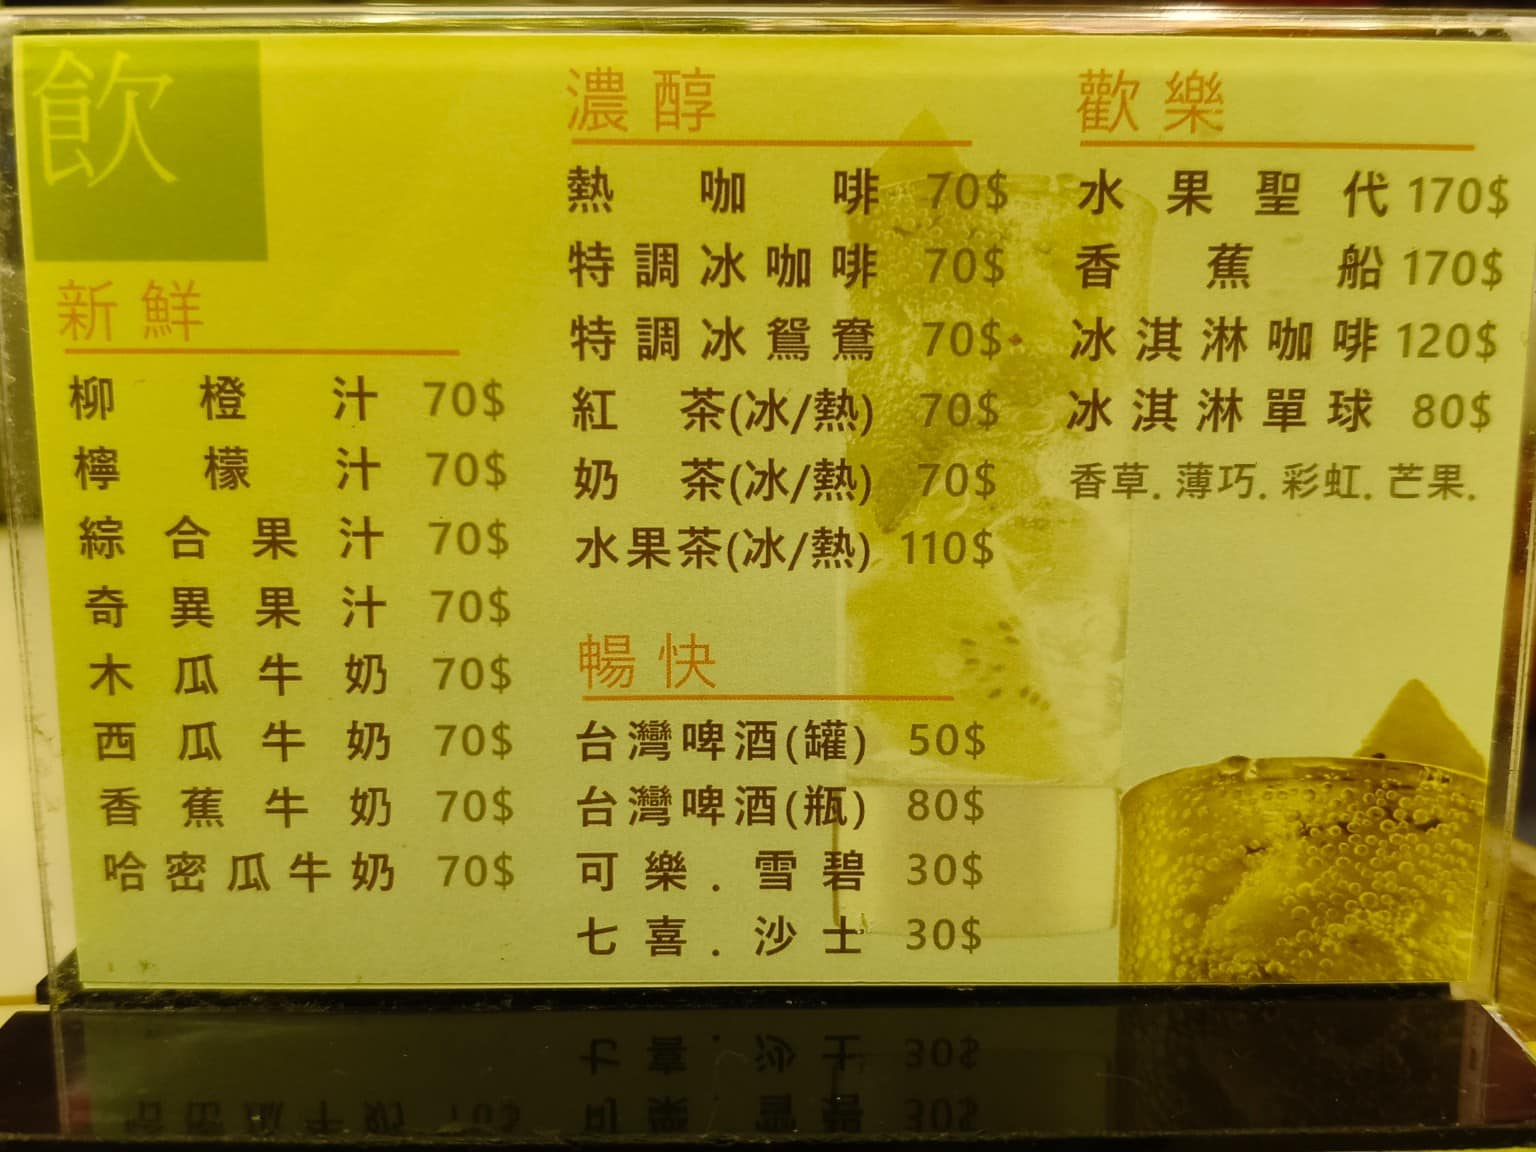 飲
新鮮
柳橙汁 70$
檸檬汁 70$
綜合果汁 70$
奇異果汁 70$
木瓜牛奶 70$
西瓜牛奶 70$
香蕉牛奶 70$
哈密瓜牛奶 70$
濃醇
熱咖啡 70$
特調冰咖啡 70$
特調冰鴛鴦 70$
紅茶(冰/熱) 70$
奶茶(冰/熱) 70$
水果茶(冰/熱) 110$
暢快
台灣啤酒(罐) 50$
台灣啤酒(瓶) 80$
可樂.雪碧 30$
七喜.沙士 30$
歡樂
水果聖代 170$
香蕉船 170$
冰淇淋咖啡 120$
冰淇淋單球 80$
香草.薄巧.彩虹.芒果.